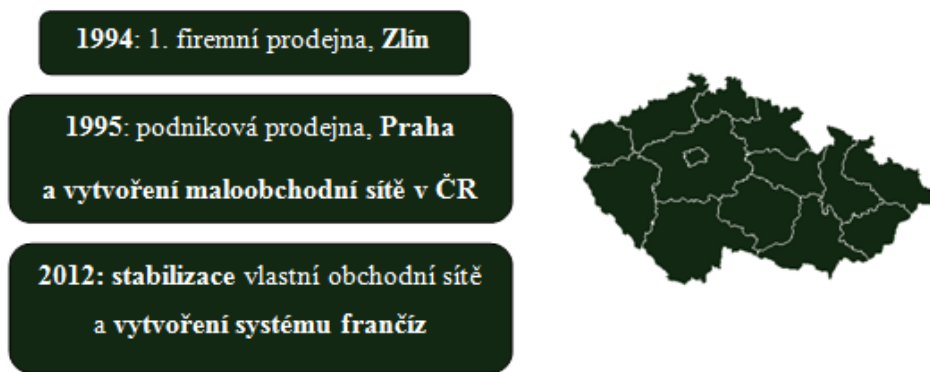 1994: 1. firemní prodejna, Zlín
1995: podniková prodejna, Praha
a vytvoření maloobchodní sítě v ČR
2012: stabilizace vlastní obchodní sítě
a vytvoření systému frančíz